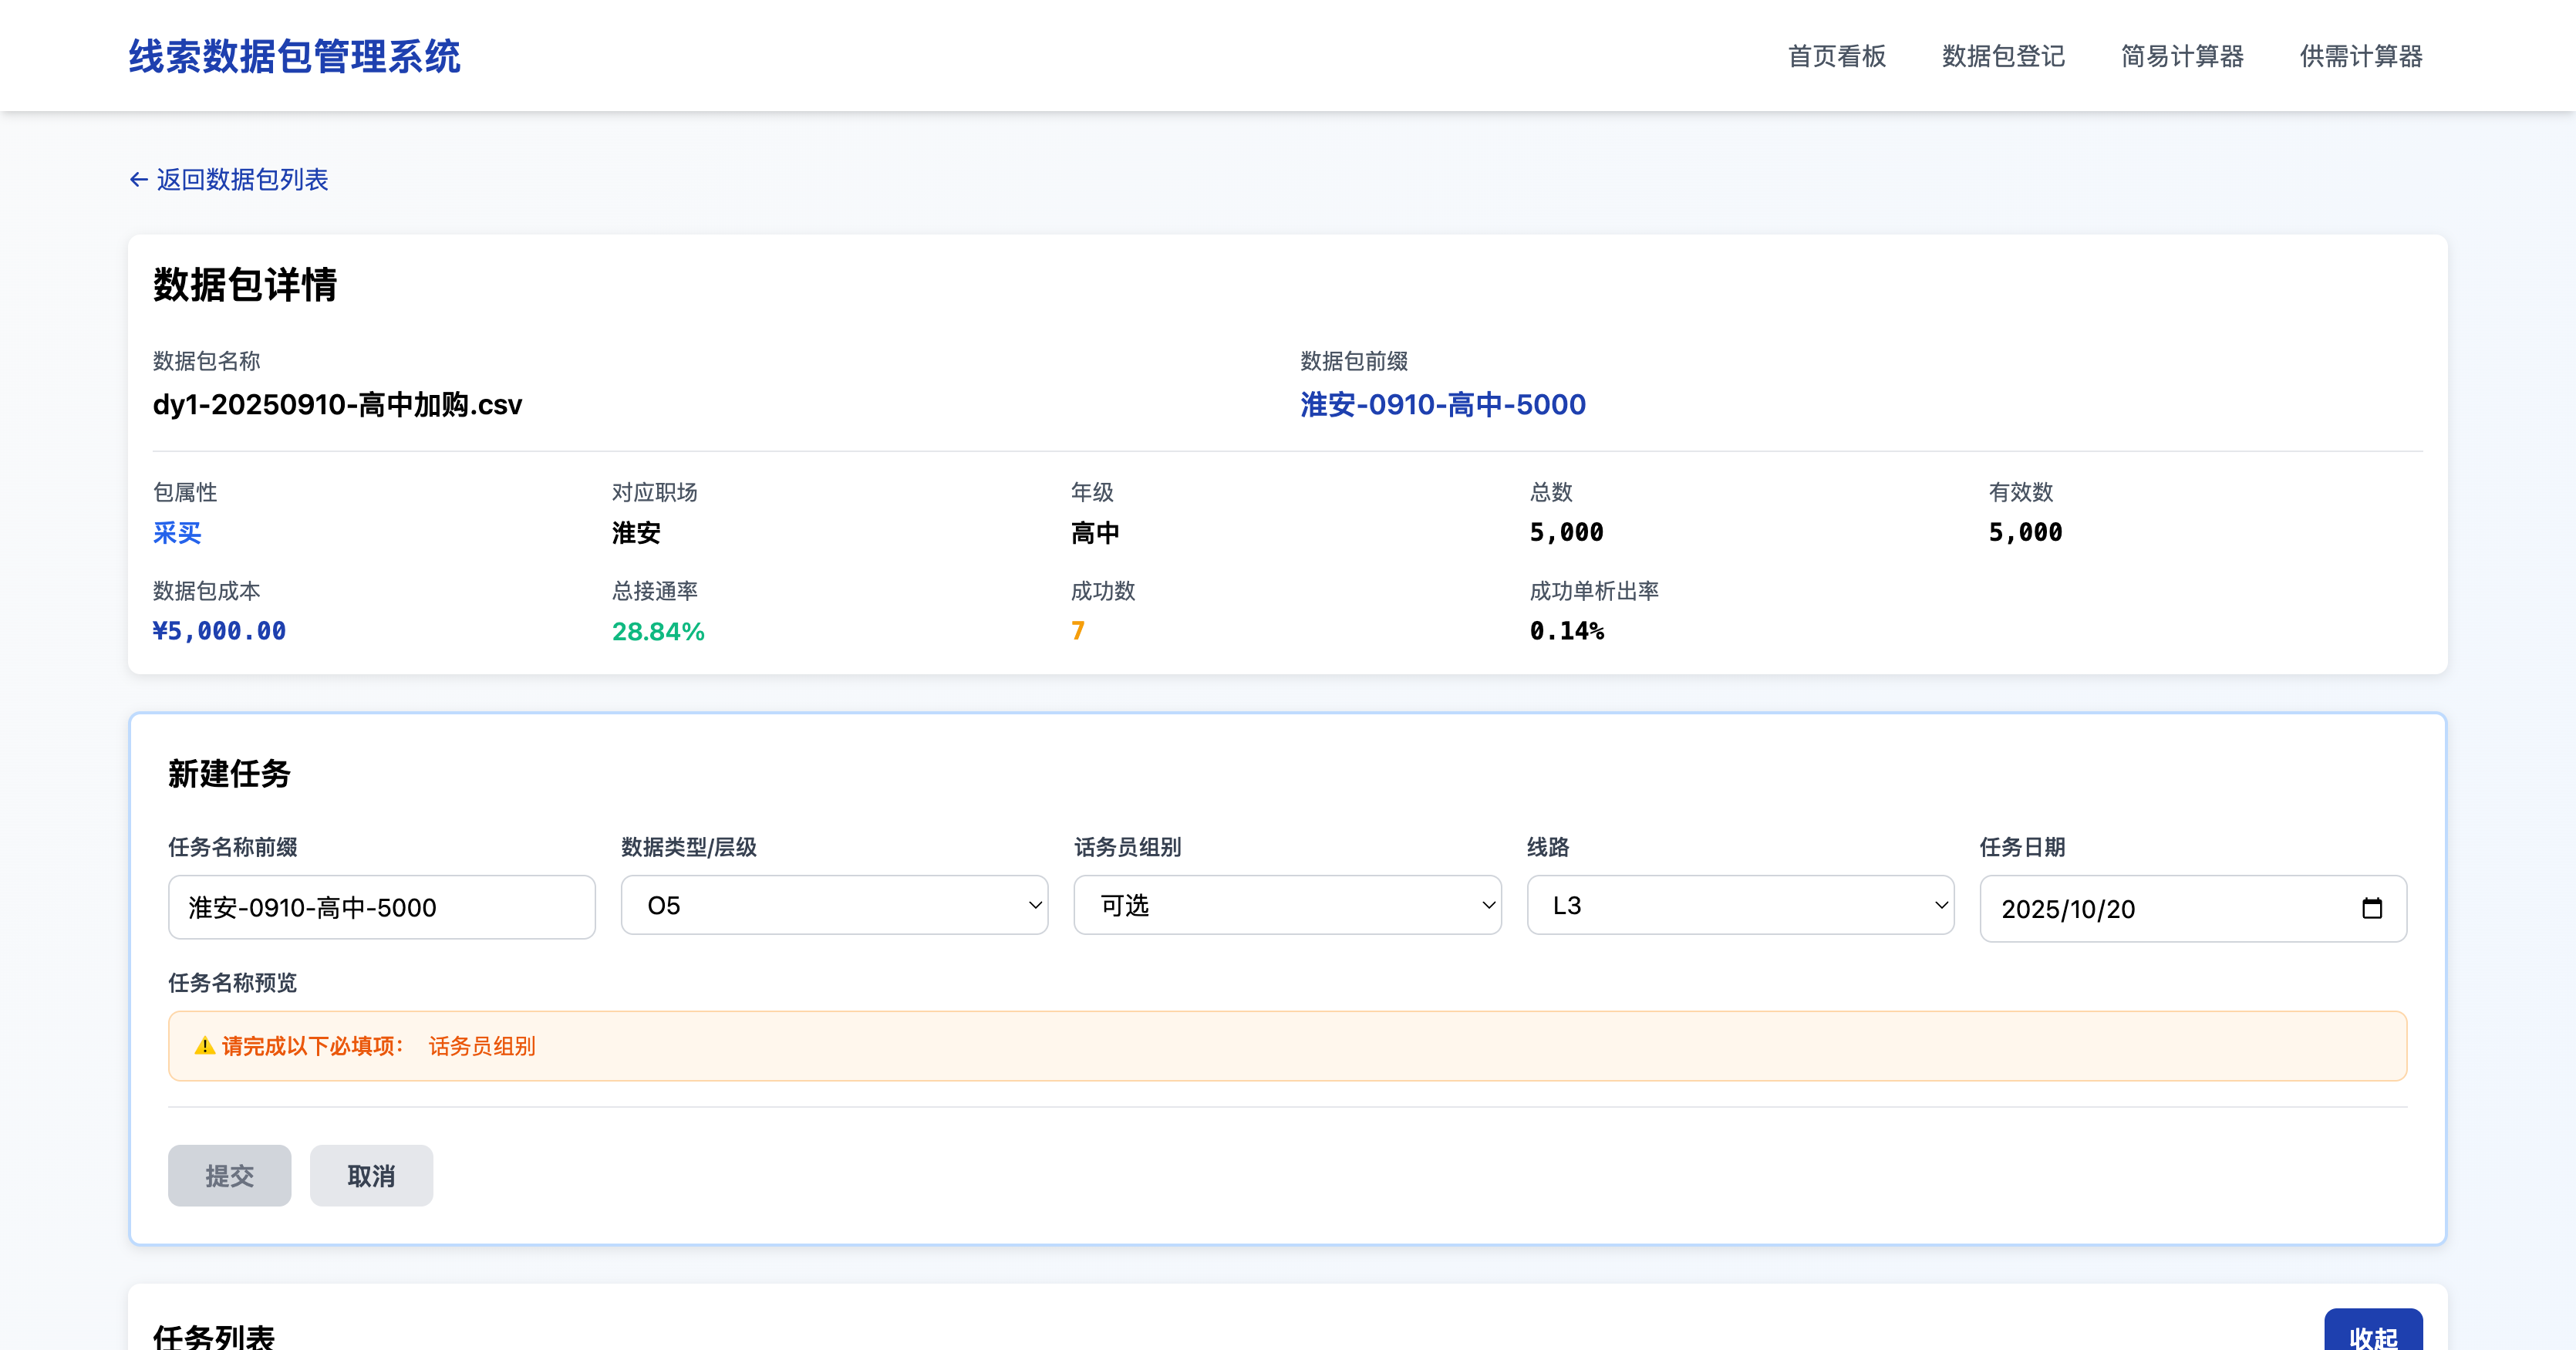 线索数据包管理系统
首页看板 数据包登记 简易计算器 供需计算器
← 返回数据包列表
数据包详情
数据包名称 数据包前缀
dy1-20250910-高中加购.csv 淮安-0910-高中-5000
包属性 对应职场 年级 总数 有效数
采买 淮安 高中 5,000 5,000
数据包成本 总接通率 成功数 成功单析出率
¥5,000.00 28.84% 7 0.14%
新建任务
任务名称前缀 数据类型/层级 话务员组别 线路 任务日期
淮安-0910-高中-5000 O5 可选 L3 2025/10/20
任务名称预览
⚠️ 请完成以下必填项： 话务员组别
提交 取消
任务列表 收起